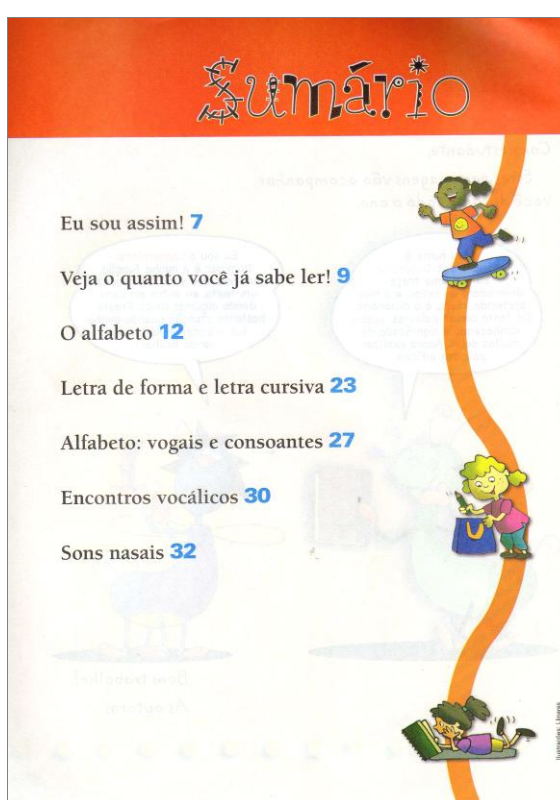 Sumário
Eu sou assim! 7
Veja o quanto você já sabe ler! 9
O alfabeto 12
Letra de forma e letra cursiva 23
Alfabeto: vogais e consoantes 27
Encontros vocálicos 30
Sons nasais 32